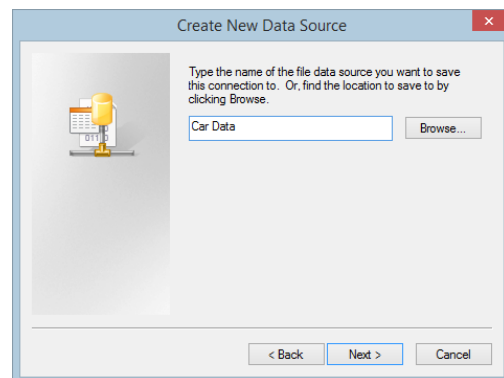 Create New Data Source
Type the name of the file data source you want to save
this connection to. Or, find the location to save to by
clicking Browse.
Car Data
Browse...
< Back
Next >
Cancel